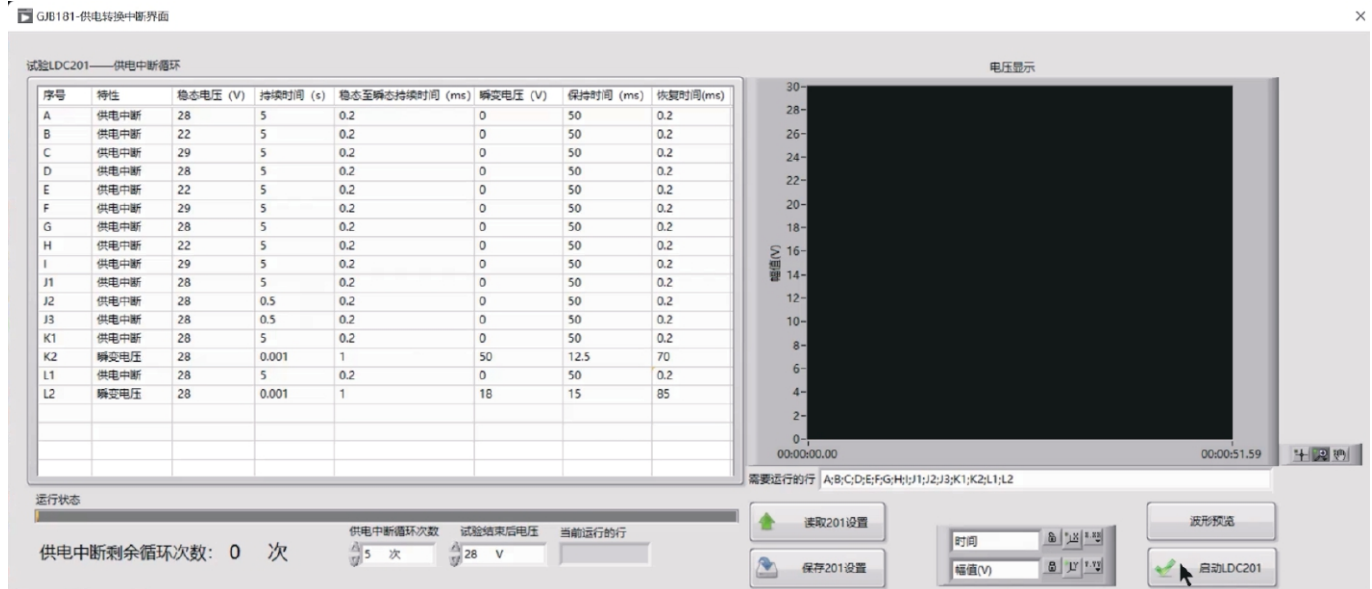 GJB181-供电转换中断界面
试验LDC201——供电中断循环
序号 特性 稳态电压 (V) 持续时间 (s) 稳态至瞬态持续时间 (ms) 瞬变电压 (V) 保持时间 (ms) 恢复时间(ms)
A 供电中断 28 5 0.2 0 50 0.2
B 供电中断 22 5 0.2 0 50 0.2
C 供电中断 29 5 0.2 0 50 0.2
D 供电中断 28 5 0.2 0 50 0.2
E 供电中断 22 5 0.2 0 50 0.2
F 供电中断 29 5 0.2 0 50 0.2
G 供电中断 28 5 0.2 0 50 0.2
H 供电中断 22 5 0.2 0 50 0.2
I 供电中断 29 5 0.2 0 50 0.2
J1 供电中断 28 5 0.2 0 50 0.2
J2 供电中断 28 0.5 0.2 0 50 0.2
J3 供电中断 28 0.5 0.2 0 50 0.2
K1 供电中断 28 5 0.2 0 50 0.2
K2 瞬变电压 28 0.001 1 50 12.5 70
L1 供电中断 28 5 0.2 0 50 0.2
L2 瞬变电压 28 0.001 1 18 15 85
电压显示
30
28
26
24
22
20
18
16
14
12
10
8
6
4
2
0
幅值(V)
00:00:00.00 00:00:51.59
需要运行的行 A;B;C;D;E;F;G;H;I;J1;J2;J3;K1;K2;L1;L2
运行状态
供电中断剩余循环次数: 0 次
供电中断循环次数 试验结束后电压 当前运行的行
5 次 28 V
读取201设置
保存201设置
时间
幅值(V)
波形预览
启动LDC201